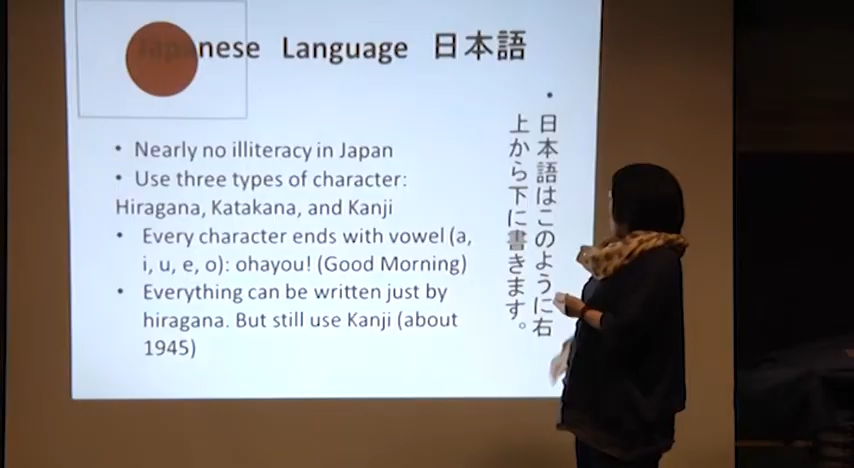 Japanese Language 日本語
• Nearly no illiteracy in Japan
• Use three types of character:
Hiragana, Katakana, and Kanji
• Every character ends with vowel (a,
i, u, e, o): ohayou! (Good Morning)
• Everything can be written just by
hiragana. But still use Kanji (about
1945)
• 日本語はこのように右
上から下に書きます。